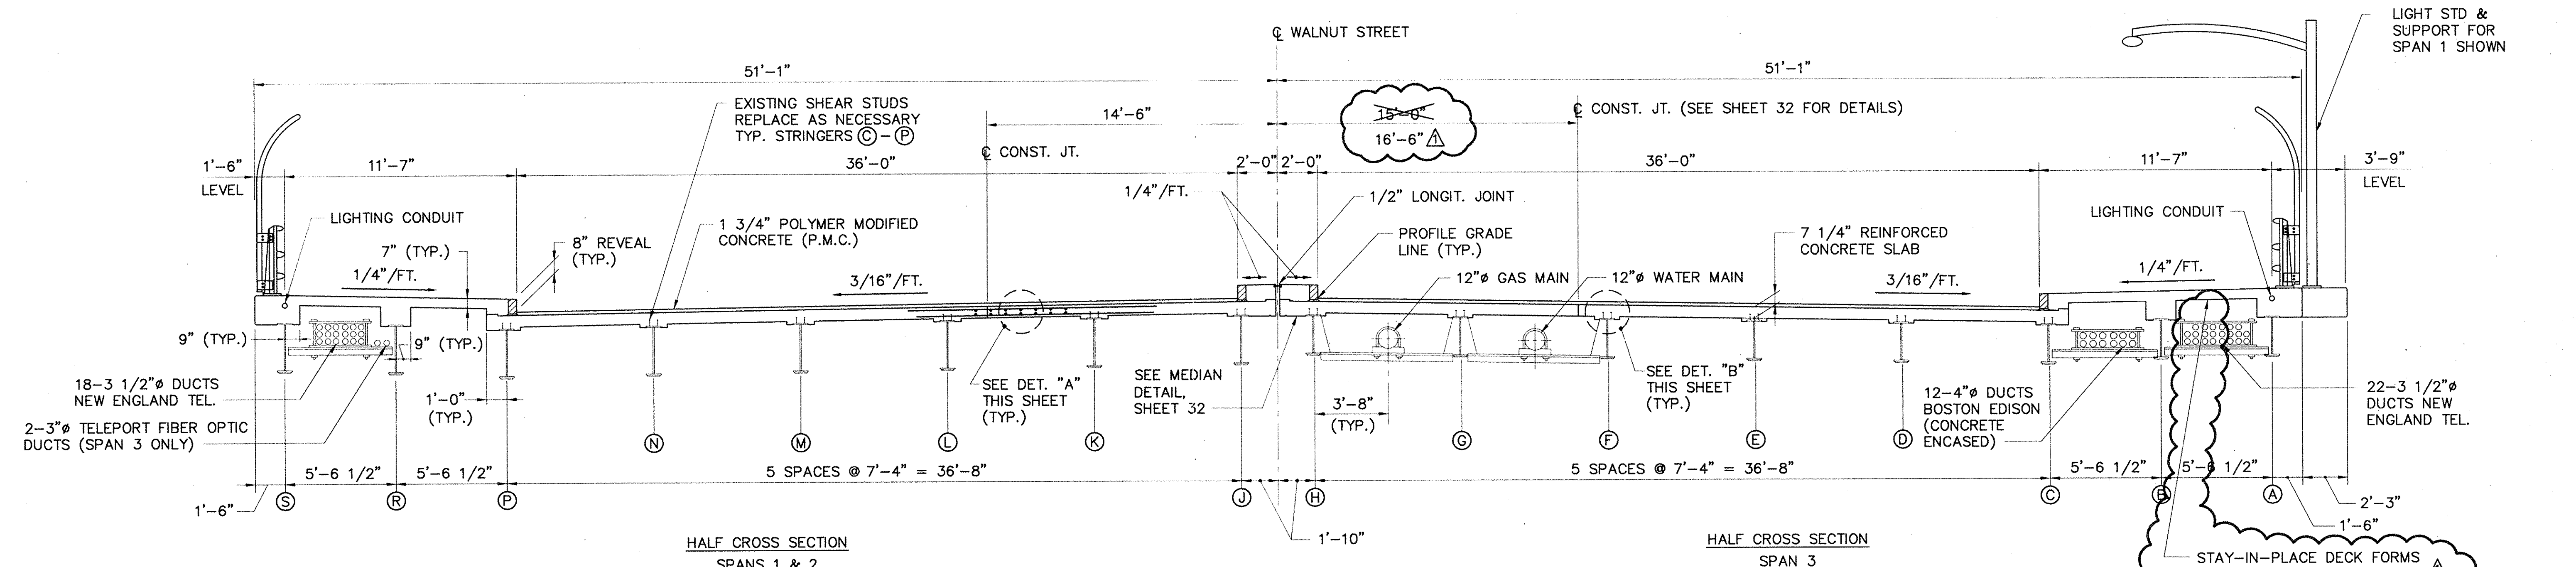 ℄ WALNUT STREET
LIGHT STD &
SUPPORT FOR
SPAN 1 SHOWN
51'-1"
51'-1"
EXISTING SHEAR STUDS
REPLACE AS NECESSARY
TYP. STRINGERS Ⓒ-Ⓟ
14'-6"
15'-0"
16'-6" 1
℄ CONST. JT. (SEE SHEET 32 FOR DETAILS)
℄ CONST. JT.
1'-6"
LEVEL
11'-7"
36'-0"
2'-0"
2'-0"
36'-0"
11'-7"
3'-9"
LEVEL
1/4"/FT.
1/2" LONGIT. JOINT
LIGHTING CONDUIT
1 3/4" POLYMER MODIFIED
CONCRETE (P.M.C.)
8" REVEAL
(TYP.)
7" (TYP.)
1/4"/FT.
3/16"/FT.
PROFILE GRADE
LINE (TYP.)
12"ø GAS MAIN
12"ø WATER MAIN
7 1/4" REINFORCED
CONCRETE SLAB
3/16"/FT.
LIGHTING CONDUIT
1/4"/FT.
9" (TYP.)
9" (TYP.)
18-3 1/2"ø DUCTS
NEW ENGLAND TEL.
2-3"ø TELEPORT FIBER OPTIC
DUCTS (SPAN 3 ONLY)
1'-0"
(TYP.)
SEE DET. "A"
THIS SHEET
(TYP.)
SEE MEDIAN
DETAIL,
SHEET 32
3'-8"
(TYP.)
SEE DET. "B"
THIS SHEET
(TYP.)
12-4"ø DUCTS
BOSTON EDISON
(CONCRETE
ENCASED)
22-3 1/2"ø
DUCTS NEW
ENGLAND TEL.
N
M
L
K
G
F
E
D
5'-6 1/2"
5'-6 1/2"
5 SPACES @ 7'-4" = 36'-8"
5 SPACES @ 7'-4" = 36'-8"
5'-6 1/2"
5'-6 1/2"
1'-6"
S
R
P
J
H
C
B
A
2'-3"
1'-6"
1'-10"
HALF CROSS SECTION
SPANS 1 & 2
HALF CROSS SECTION
SPAN 3
STAY-IN-PLACE DECK FORMS